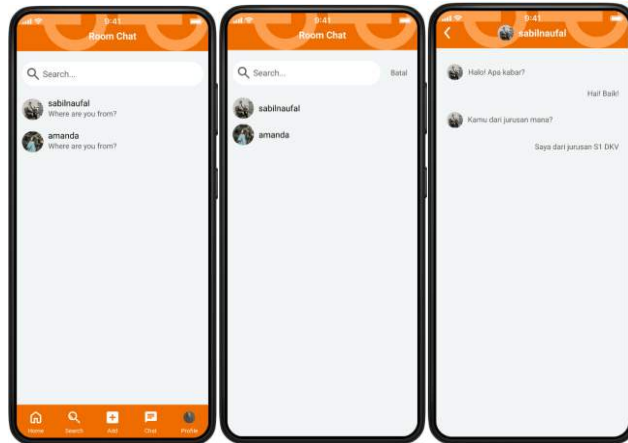 9:41
Room Chat
Search...
sabilnaufal
Where are you from?
amanda
Where are you from?
Home
Search
Add
Chat
Profile
9:41
Room Chat
Search...
Batal
sabilnaufal
amanda
9:41
sabilnaufal
Halo! Apa kabar?
Hai! Baik!
Kamu dari jurusan mana?
Saya dari jurusan S1 DKV